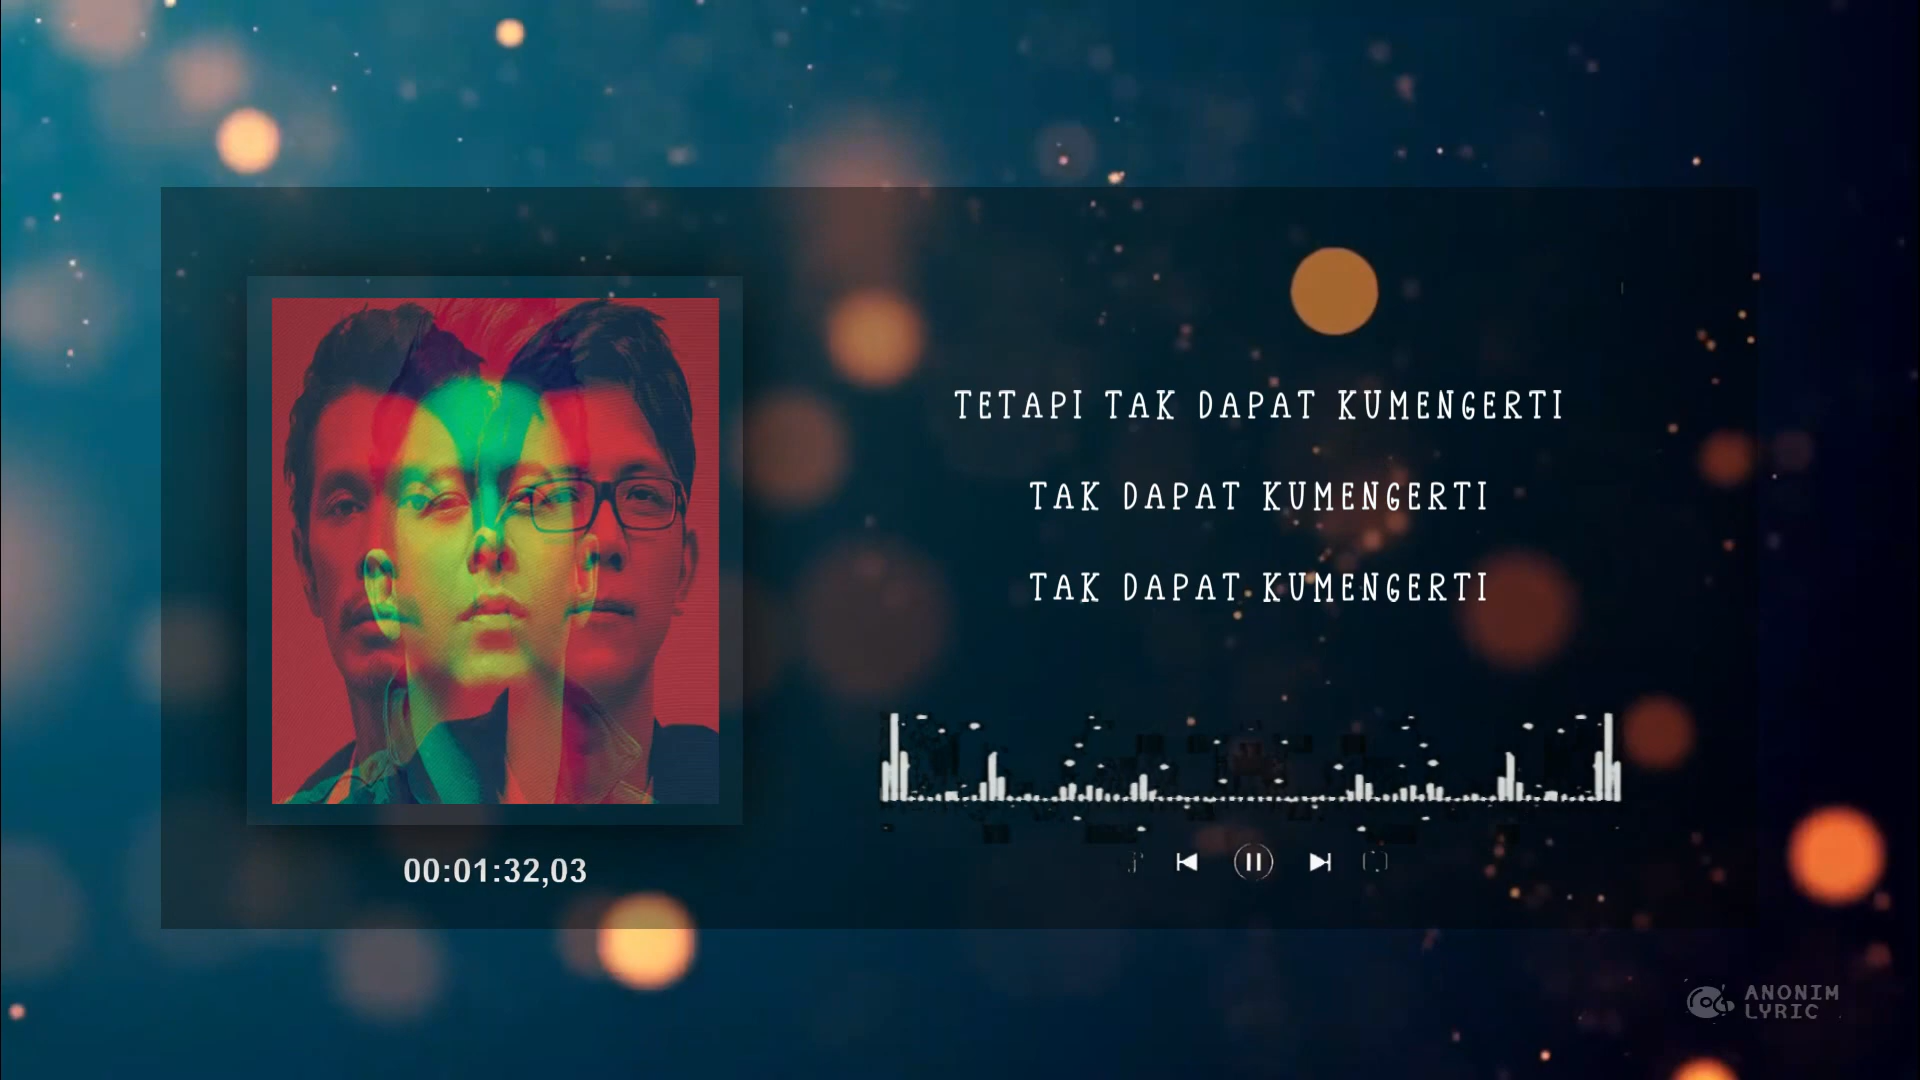 TETAPI TAK DAPAT KUMENGERTI
TAK DAPAT KUMENGERTI
TAK DAPAT KUMENGERTI
00:01:32,03
ANONIM
LYRIC